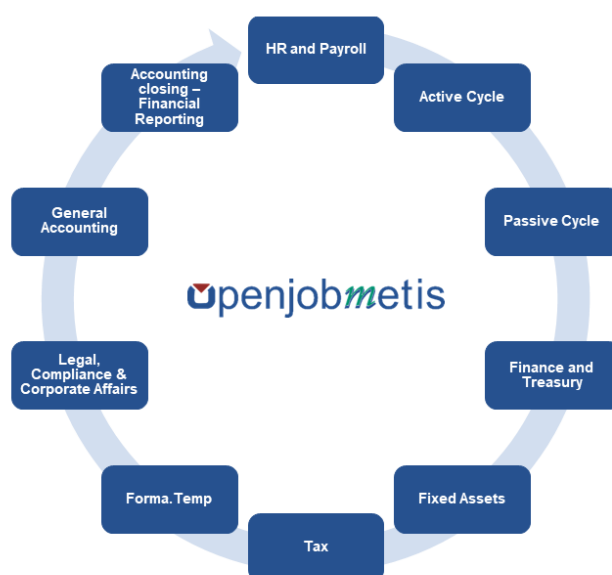 HR and Payroll
Active Cycle
Passive Cycle
Finance and
Treasury
Fixed Assets
Tax
Forma.Temp
Legal,
Compliance &
Corporate Affairs
General
Accounting
Accounting
closing –
Financial
Reporting
openjobmetis